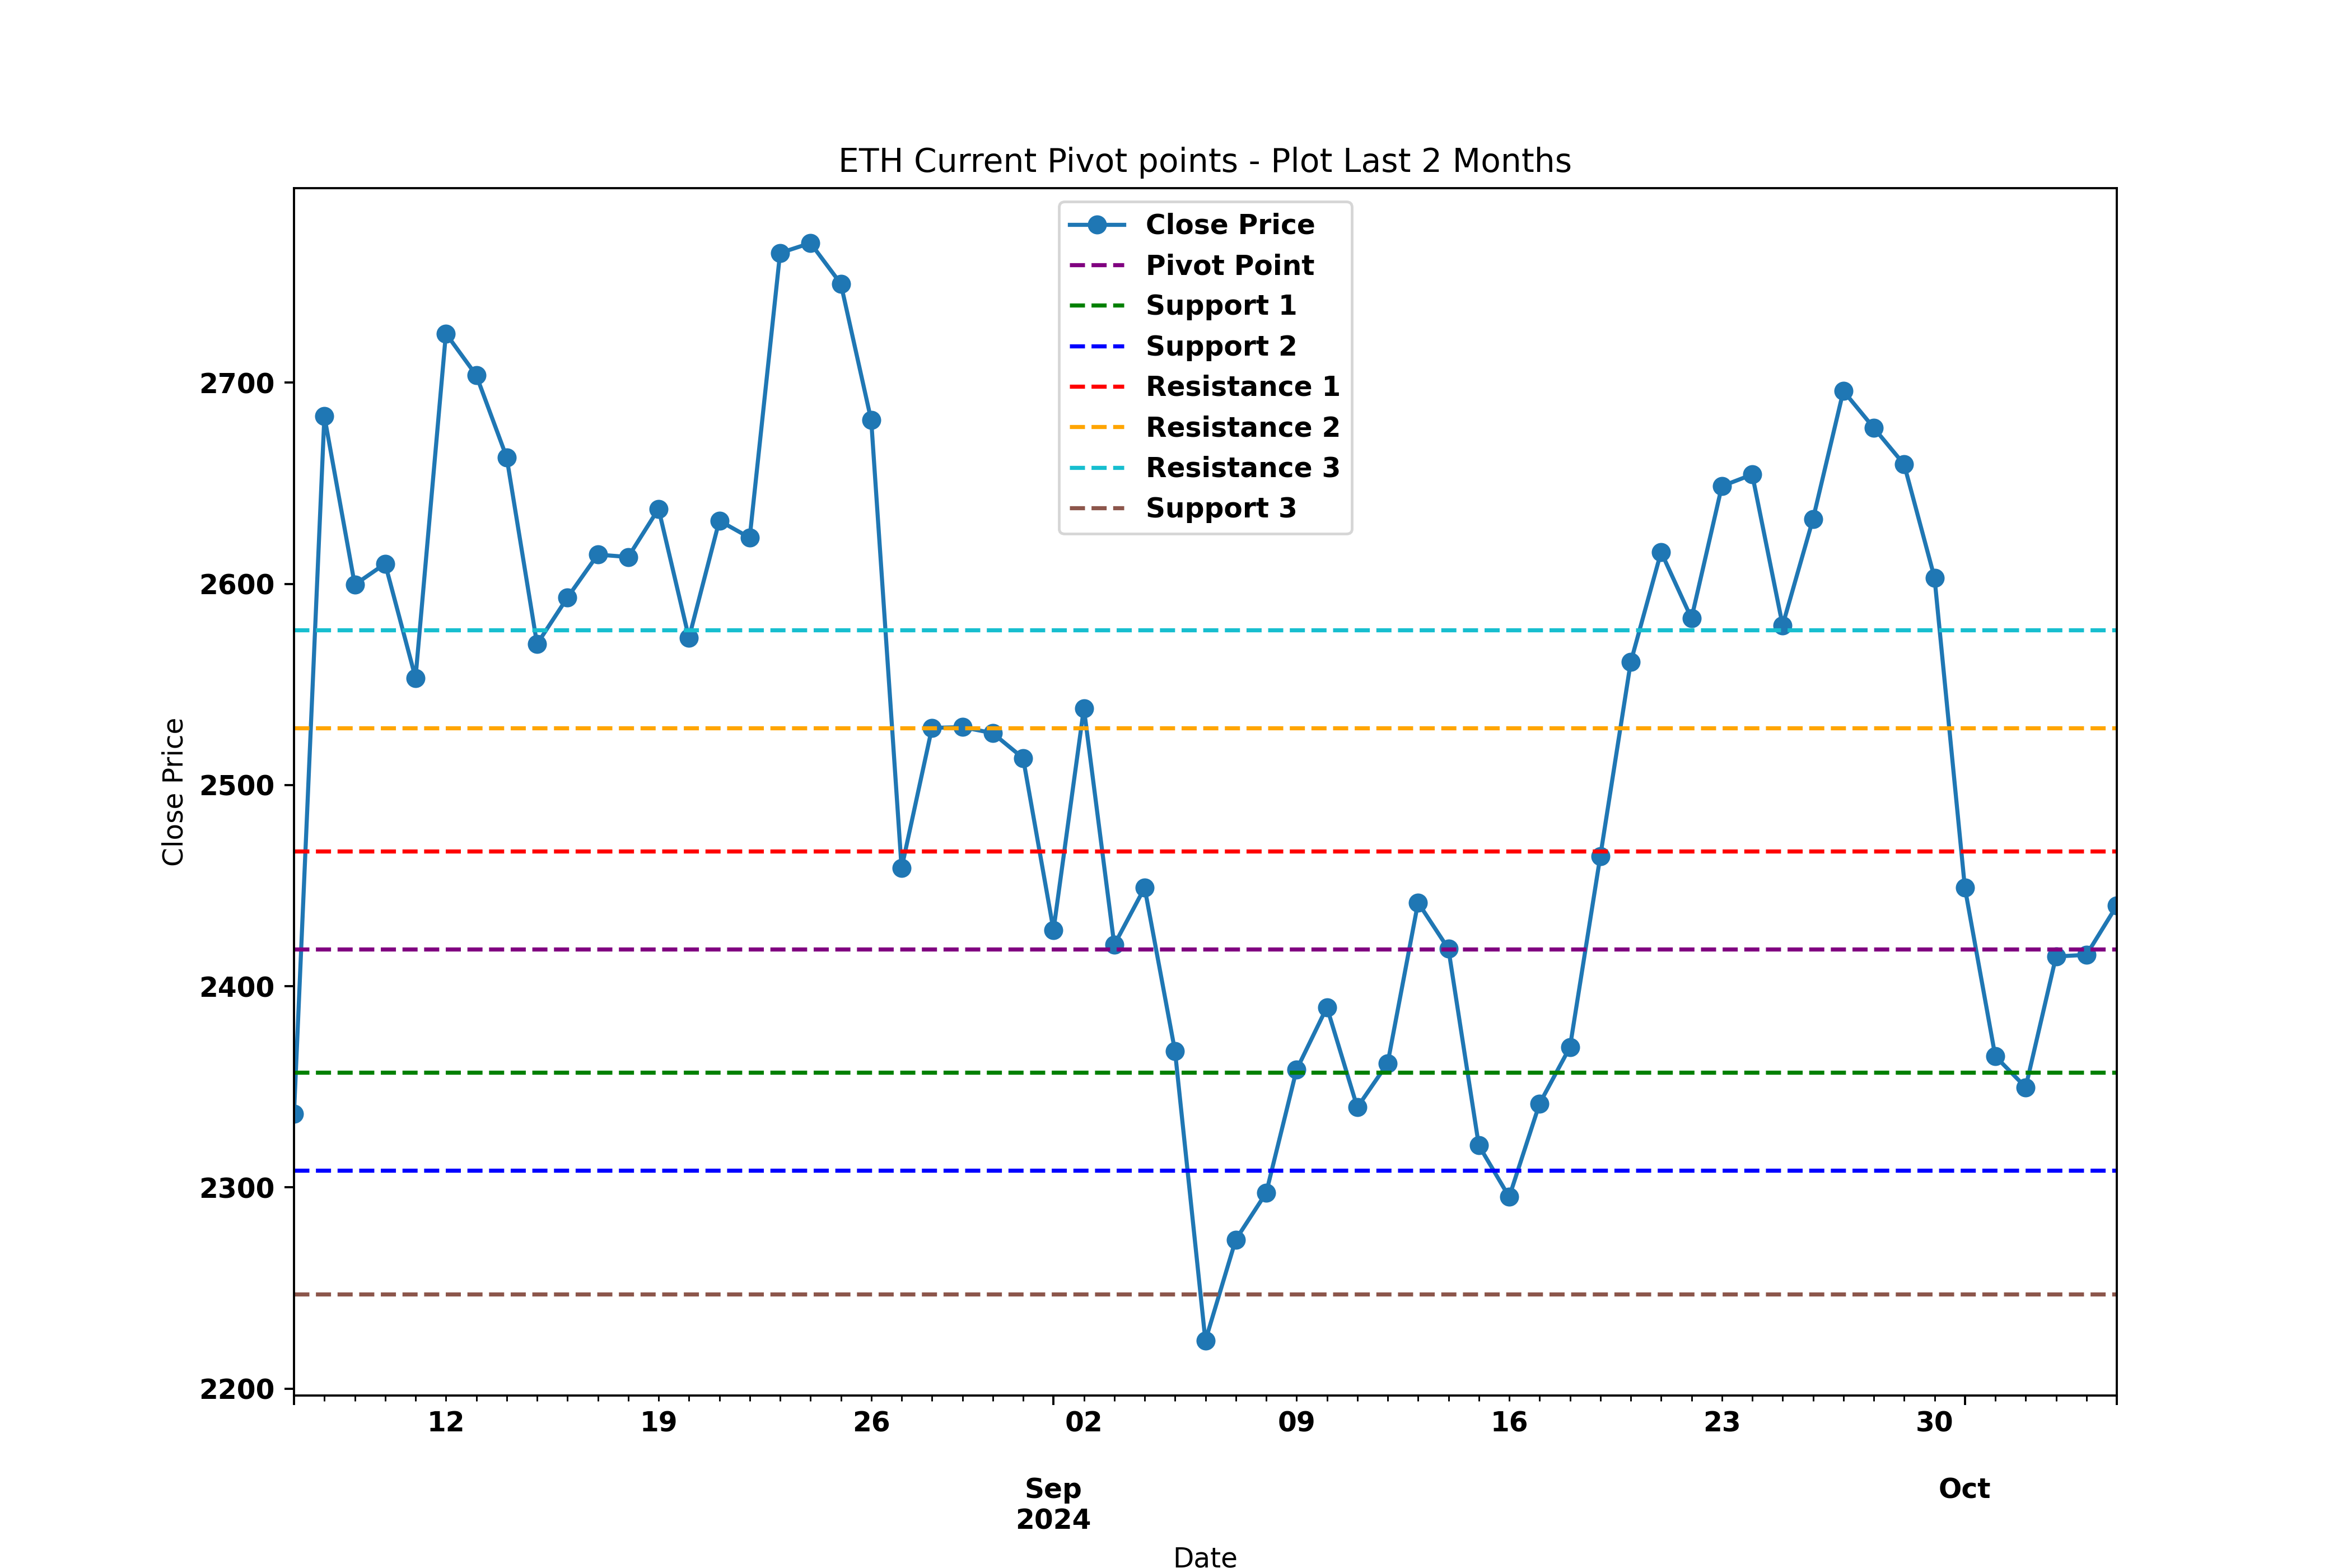 ETH Current Pivot points - Plot Last 2 Months
Close Price
Pivot Point
Support 1
Support 2
Resistance 1
Resistance 2
Resistance 3
Support 3
2700
2600
2500
2400
2300
2200
Close Price
12 19 26 02 09 16 23 30
Sep Oct
2024
Date